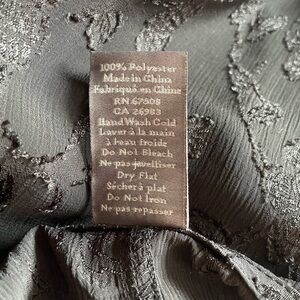 100% Polyester
Made in China
Fabriqué en Chine
RN 67508
CA 26983
Hand Wash Cold
Laver à la main
à eau froide
Do Not Bleach
Ne pas javelliser
Dry Flat
Sécher à plat
Do Not Iron
Ne pas repasser